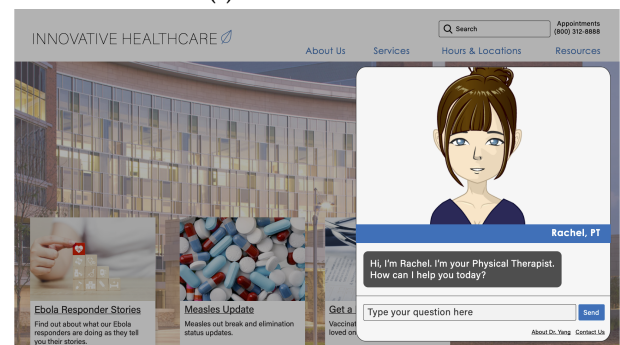 INNOVATIVE HEALTHCARE
Search
Appointments
(800) 312-8888
About Us
Services
Hours & Locations
Resources
Rachel, PT
Hi, I'm Rachel. I'm your Physical Therapist.
How can I help you today?
Type your question here
Send
About Dr. Yang
Contact Us
Ebola Responder Stories
Find out about what our Ebola
responders are doing as they tell
you their stories.
Measles Update
Measles out break and elimination
status updates.
Get a
loved on